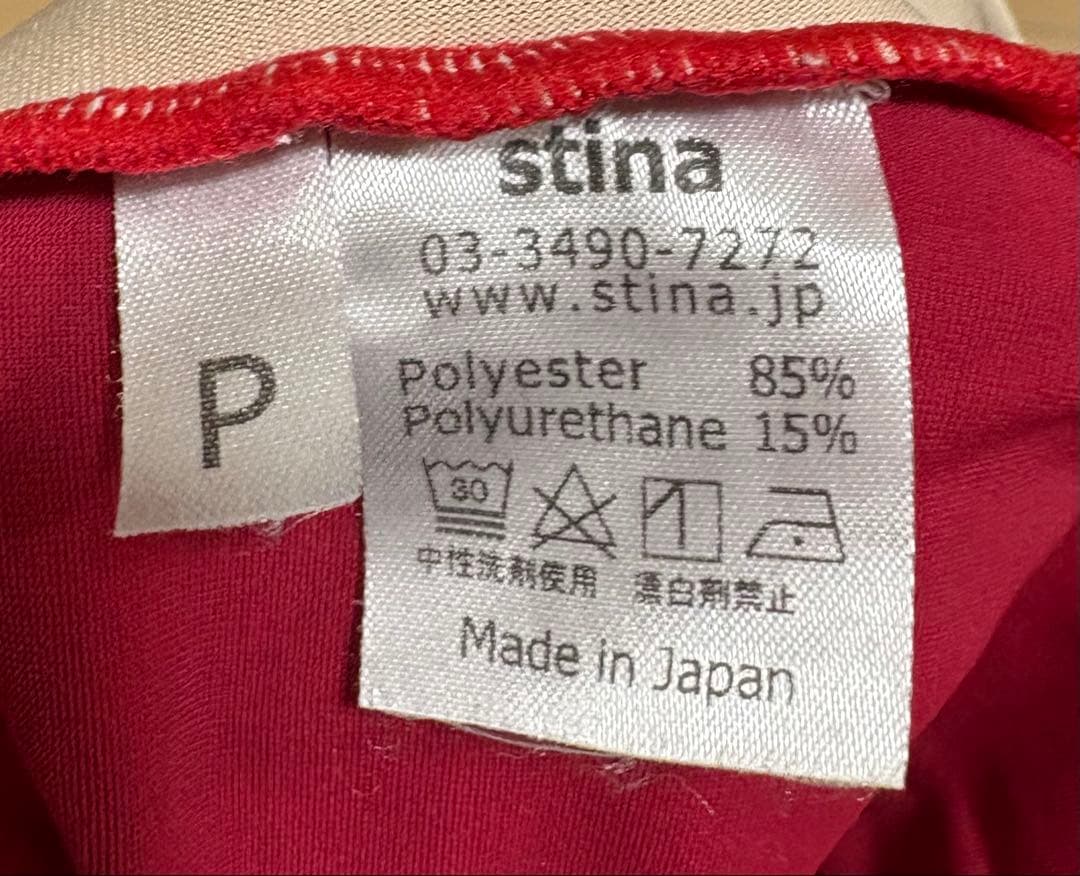 P
stina
03-3490-7272
www.stina.jp
Polyester 85%
Polyurethane 15%
30
中性洗剤使用 漂白剤禁止
Made in Japan